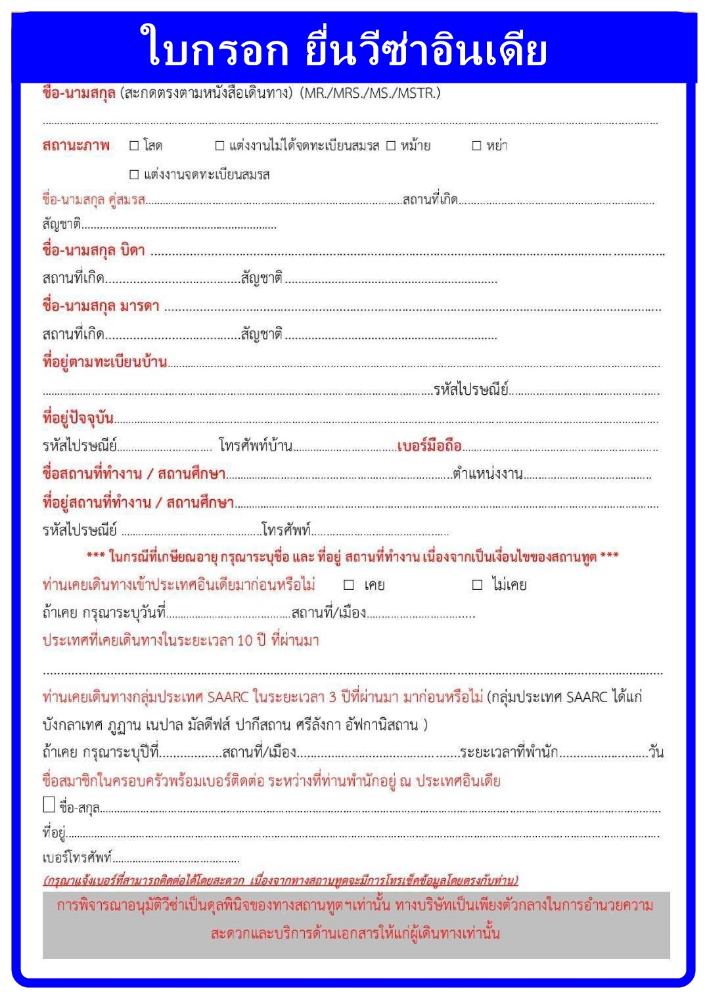 ใบกรอก ยื่นวีซ่าอินเดีย
ชื่อ-นามสกุล (สะกดตรงตามหนังสือเดินทาง) (MR./MRS./MS./MSTR.)
....................................................................................................
สถานะภาพ ☐ โสด ☐ แต่งงานไม่ได้จดทะเบียนสมรส ☐ หม้าย ☐ หย่า
☐ แต่งงานจดทะเบียนสมรส
ชื่อ-นามสกุล คู่สมรส........................................สถานที่เกิด..............................
สัญชาติ........................................
ชื่อ-นามสกุล บิดา ................................................................................
สถานที่เกิด..............................สัญชาติ........................................
ชื่อ-นามสกุล มารดา ................................................................................
สถานที่เกิด..............................สัญชาติ........................................
ที่อยู่ตามทะเบียนบ้าน................................................................................
............................................................รหัสไปรษณีย์..............................
ที่อยู่ปัจจุบัน................................................................................
รหัสไปรษณีย์.................... โทรศัพท์บ้าน....................เบอร์มือถือ..............................
ชื่อสถานที่ทำงาน / สถานศึกษา........................................ตำแหน่งงาน....................
ที่อยู่สถานที่ทำงาน / สถานศึกษา............................................................
รหัสไปรษณีย์ ..............................โทรศัพท์..............................
*** ในกรณีที่เกษียณอายุ กรุณาระบุชื่อ และ ที่อยู่ สถานที่ทำงาน เนื่องจากเป็นเงื่อนไขของสถานทูต ***
ท่านเคยเดินทางเข้าประเทศอินเดียมาก่อนหรือไม่ ☐ เคย ☐ ไม่เคย
ถ้าเคย กรุณาระบุวันที่..............................สถานที่/เมือง..............................
ประเทศที่เคยเดินทางในระยะเวลา 10 ปี ที่ผ่านมา
....................................................................................................
ท่านเคยเดินทางกลุ่มประเทศ SAARC ในระยะเวลา 3 ปีที่ผ่านมา มาก่อนหรือไม่ (กลุ่มประเทศ SAARC ได้แก่
บังกลาเทศ ภูฏาน เนปาล มัลดีฟส์ ปากีสถาน ศรีลังกา อัฟกานิสถาน )
ถ้าเคย กรุณาระบุปีที่..................สถานที่/เมือง........................................ระยะเวลาที่พำนัก....................วัน
ชื่อสมาชิกในครอบครัวพร้อมเบอร์ติดต่อ ระหว่างที่ท่านพำนักอยู่ ณ ประเทศอินเดีย
☐ ชื่อ-สกุล................................................................................
ที่อยู่................................................................................
เบอร์โทรศัพท์..............................
(กรุณาแจ้งเบอร์ที่สามารถติดต่อได้โดยสะดวก เนื่องจากทางสถานทูตจะมีการโทรเช็คข้อมูลโดยตรงกับท่าน)
การพิจารณาอนุมัติวีซ่าเป็นดุลพินิจของทางสถานทูตฯเท่านั้น ทางบริษัทเป็นเพียงตัวกลางในการอำนวยความ
สะดวกและบริการด้านเอกสารให้แก่ผู้เดินทางเท่านั้น